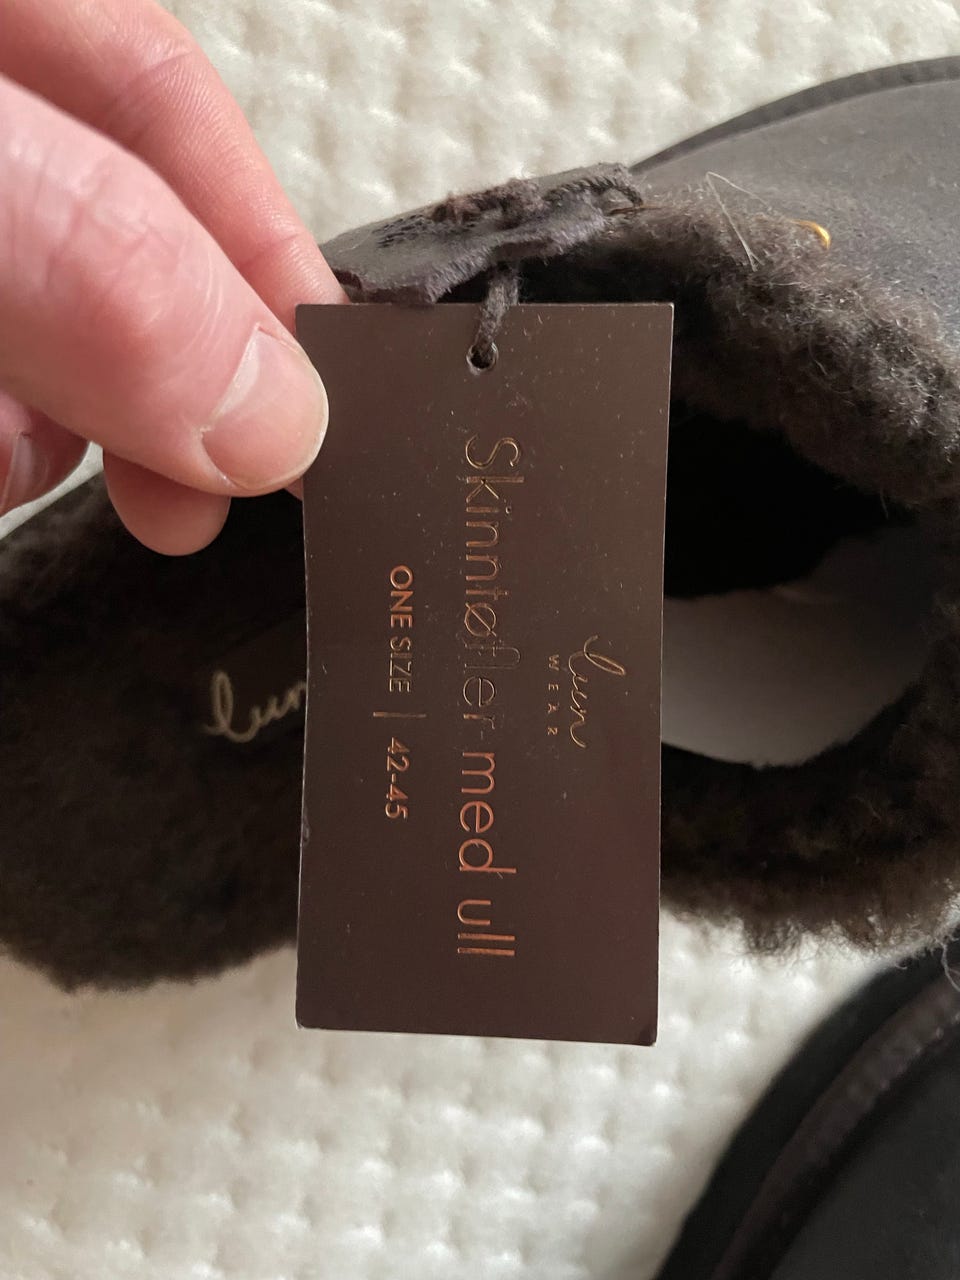 lun
WEAR
Skinntøfler med ull
ONE SIZE | 42-45
lun